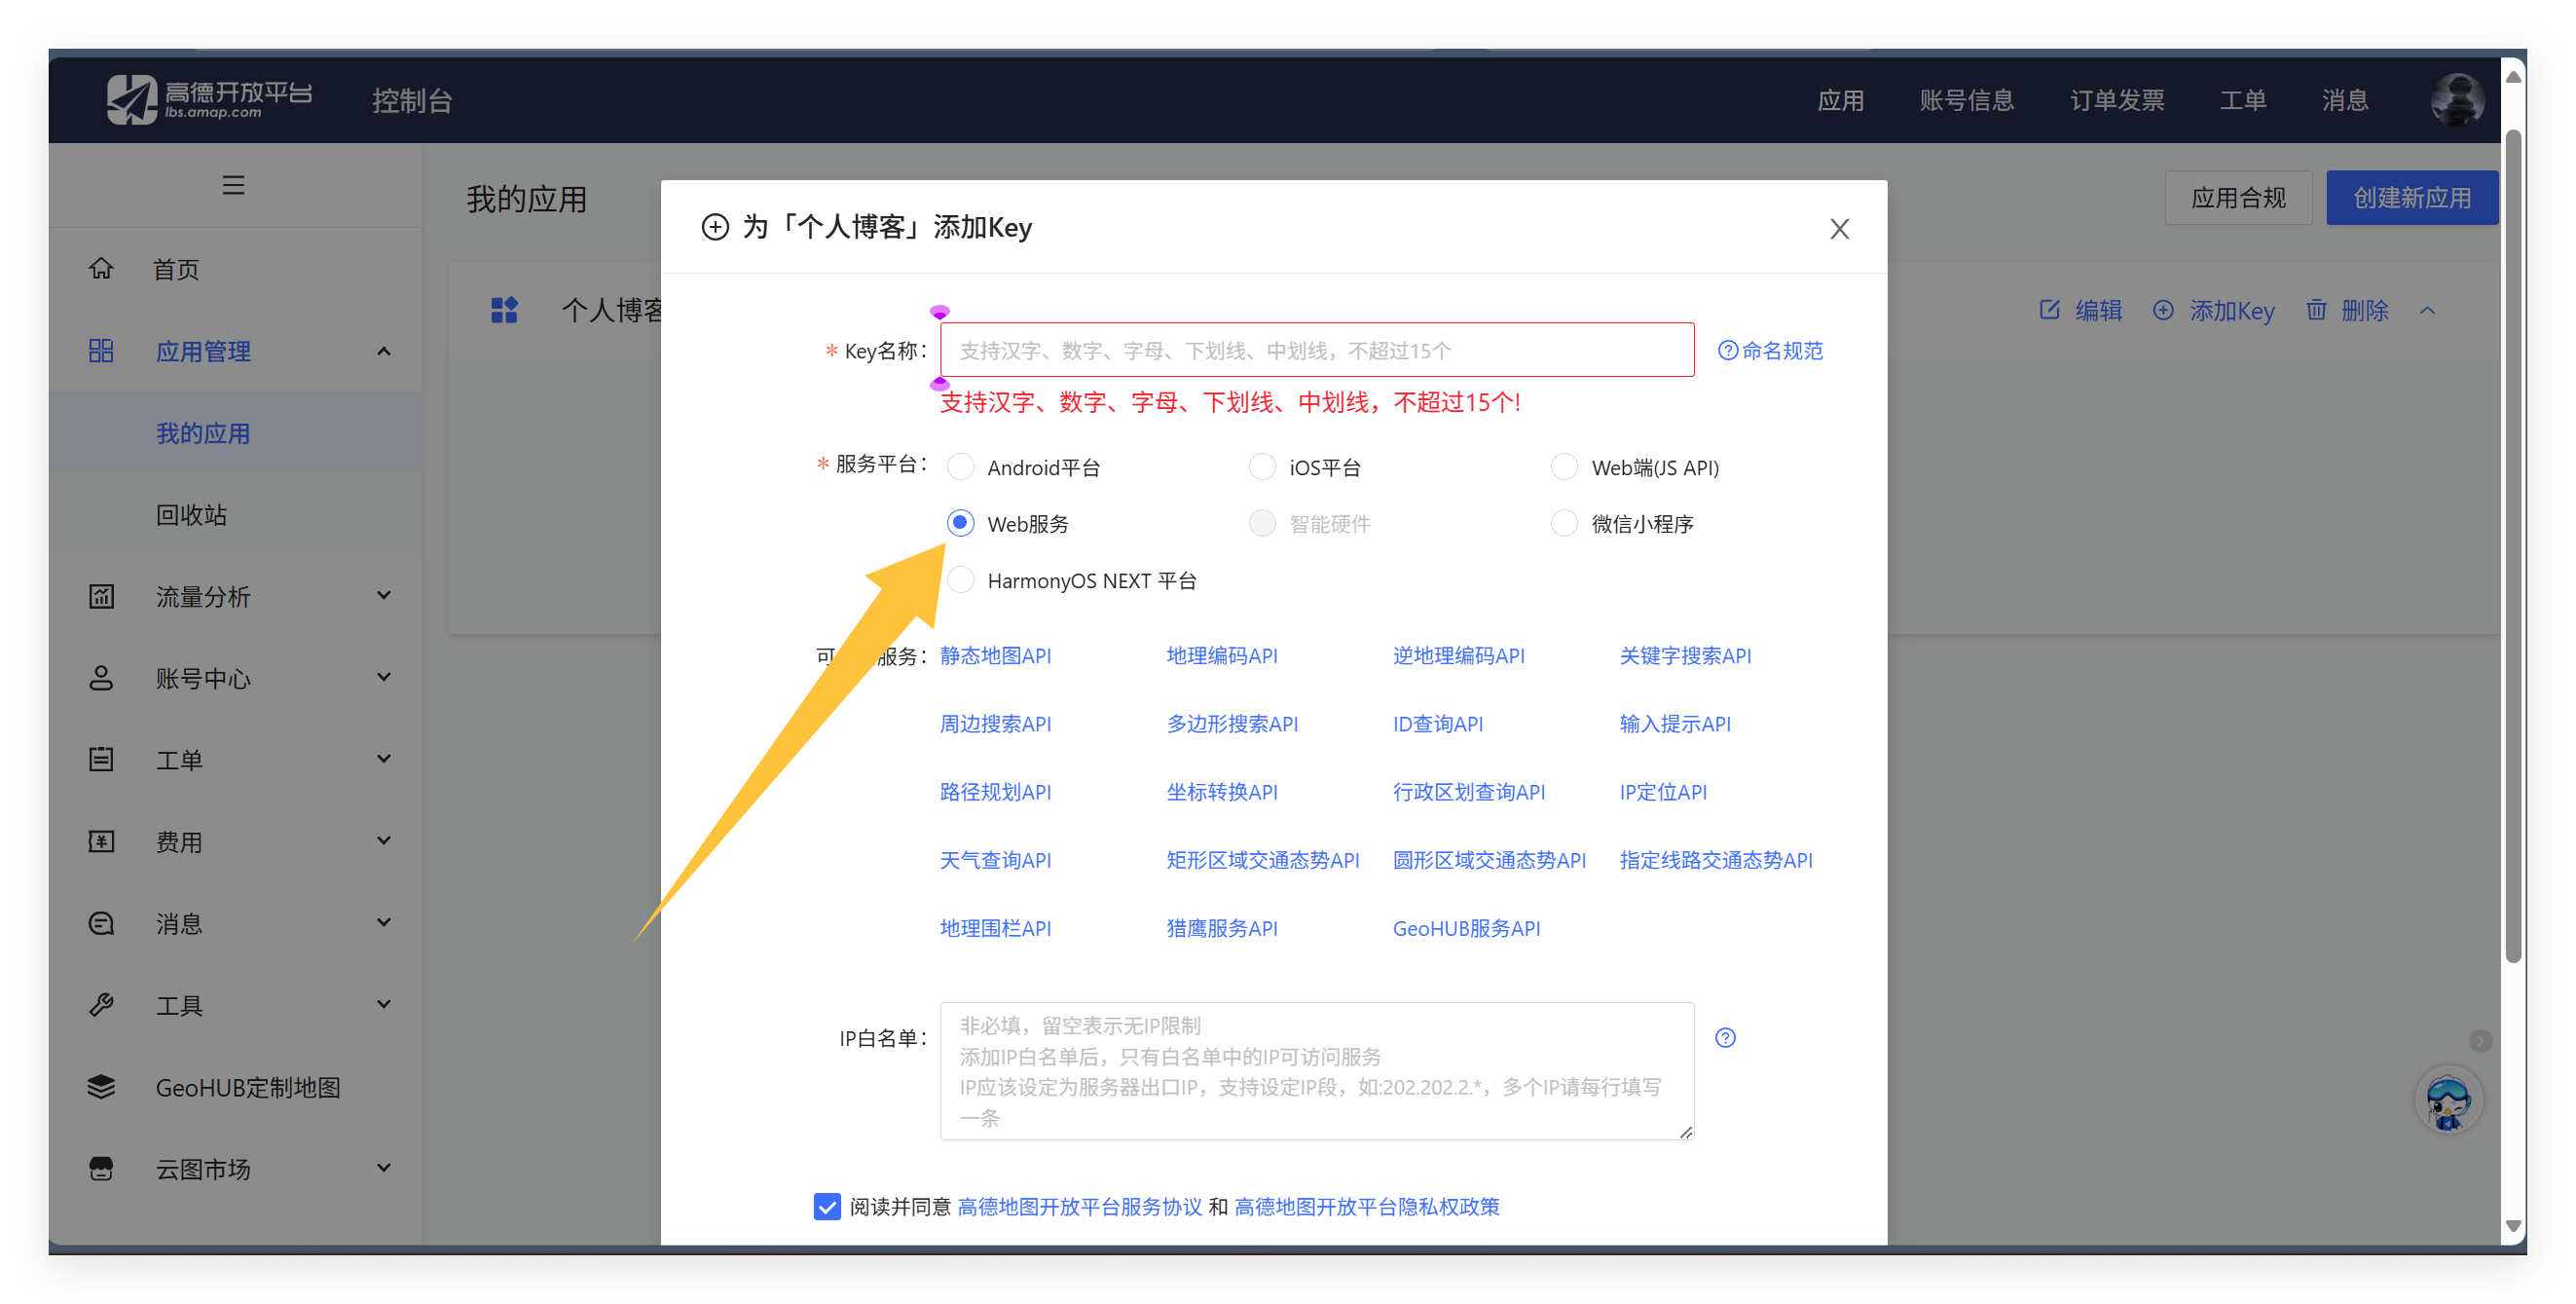 高德开放平台
lbs.amap.com
控制台
应用 账号信息 订单发票 工单 消息
我的应用
应用合规 创建新应用
为「个人博客」添加Key
首页
个人博客
编辑 添加Key 删除
应用管理
* Key名称：
支持汉字、数字、字母、下划线、中划线，不超过15个
命名规范
支持汉字、数字、字母、下划线、中划线，不超过15个!
我的应用
* 服务平台：
Android平台 iOS平台 Web端(JS API)
回收站
Web服务 智能硬件 微信小程序
HarmonyOS NEXT 平台
流量分析
可 服务：
静态地图API 地理编码API 逆地理编码API 关键字搜索API
账号中心
周边搜索API 多边形搜索API ID查询API 输入提示API
工单
路径规划API 坐标转换API 行政区划查询API IP定位API
费用
天气查询API 矩形区域交通态势API 圆形区域交通态势API 指定线路交通态势API
消息
地理围栏API 猎鹰服务API GeoHUB服务API
工具
IP白名单：
非必填，留空表示无IP限制
添加IP白名单后，只有白名单中的IP可访问服务
IP应该设定为服务器出口IP，支持设定IP段，如:202.202.2.*，多个IP请每行填写
一条
GeoHUB定制地图
云图市场
阅读并同意 高德地图开放平台服务协议 和 高德地图开放平台隐私权政策